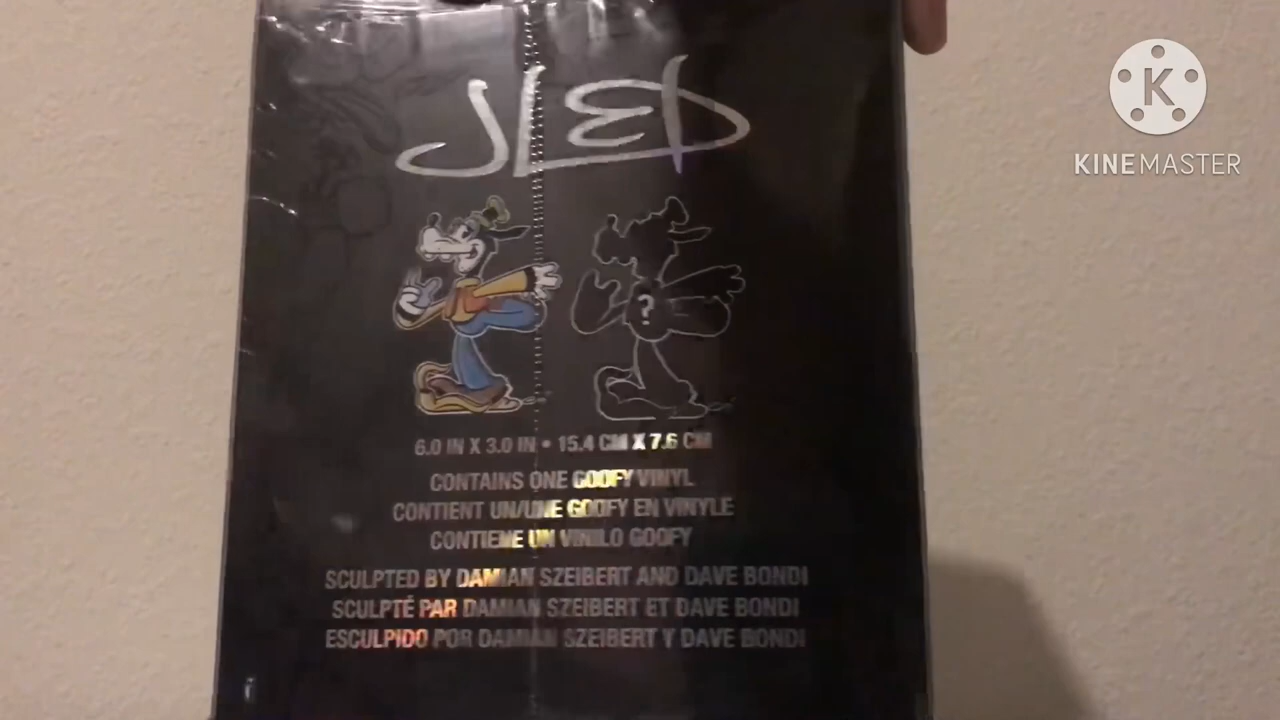 JLED
KINEMASTER
?
6.0 IN X 3.0 IN • 15.4 CM X 7.6 CM
CONTAINS ONE GOOFY VINYL
CONTIENT UN/UNE GOOFY EN VINYLE
CONTIENE UN VINILO GOOFY
SCULPTED BY DAMIAN SZEIBERT AND DAVE BONDI
SCULPTÉ PAR DAMIAN SZEIBERT ET DAVE BONDI
ESCULPIDO POR DAMIAN SZEIBERT Y DAVE BONDI